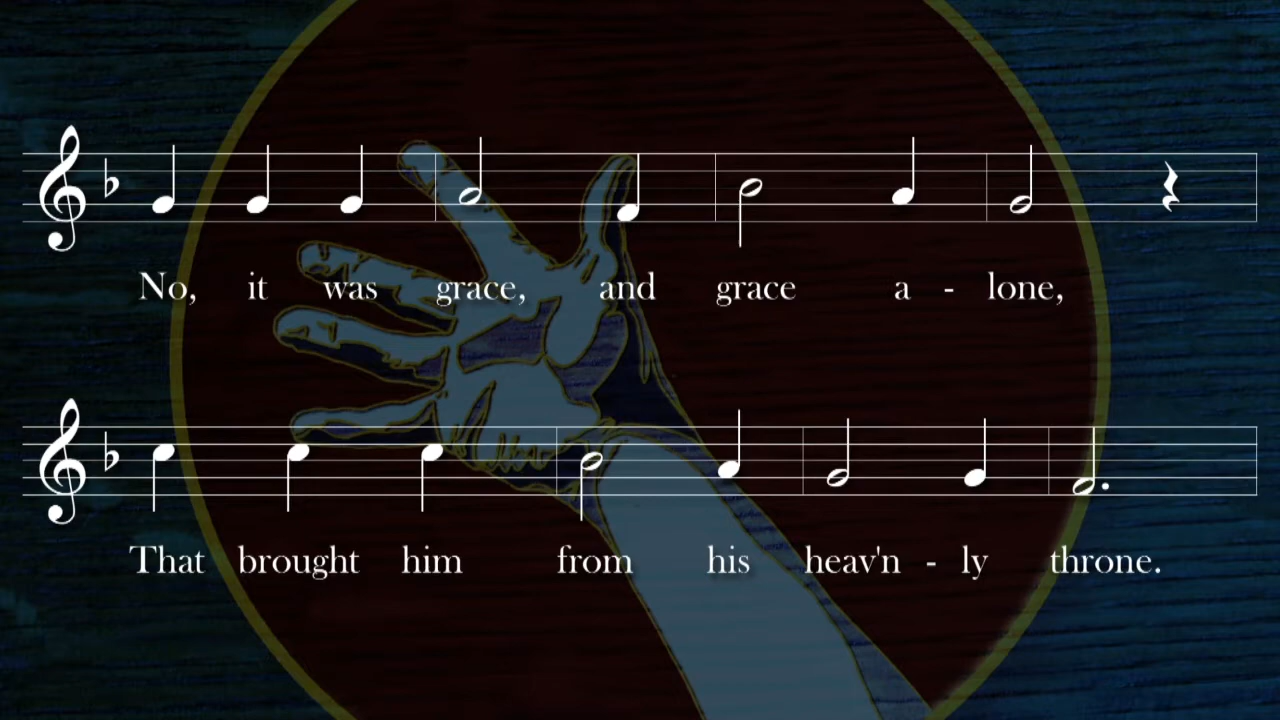 No, it was grace, and grace a - lone,
That brought him from his heav'n - ly throne.